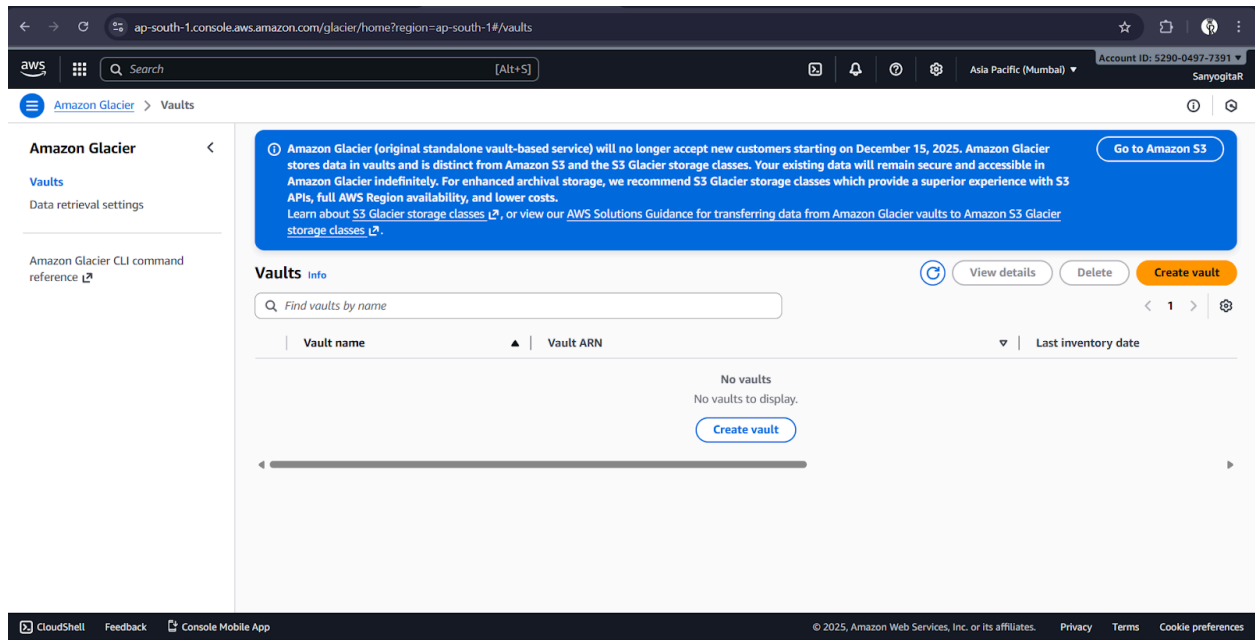 ap-south-1.console.aws.amazon.com/glacier/home?region=ap-south-1#/vaults
aws
Search
[Alt+S]
Asia Pacific (Mumbai)
Account ID: 5290-0497-7391
SanyogitaR
Amazon Glacier > Vaults
Amazon Glacier
Vaults
Data retrieval settings
Amazon Glacier CLI command
reference
Amazon Glacier (original standalone vault-based service) will no longer accept new customers starting on December 15, 2025. Amazon Glacier
stores data in vaults and is distinct from Amazon S3 and the S3 Glacier storage classes. Your existing data will remain secure and accessible in
Amazon Glacier indefinitely. For enhanced archival storage, we recommend S3 Glacier storage classes which provide a superior experience with S3
APIs, full AWS Region availability, and lower costs.
Learn about S3 Glacier storage classes, or view our AWS Solutions Guidance for transferring data from Amazon Glacier vaults to Amazon S3 Glacier
storage classes.
Go to Amazon S3
Vaults Info
View details
Delete
Create vault
Find vaults by name
1
Vault name
Vault ARN
Last inventory date
No vaults
No vaults to display.
Create vault
CloudShell
Feedback
Console Mobile App
© 2025, Amazon Web Services, Inc. or its affiliates.
Privacy
Terms
Cookie preferences